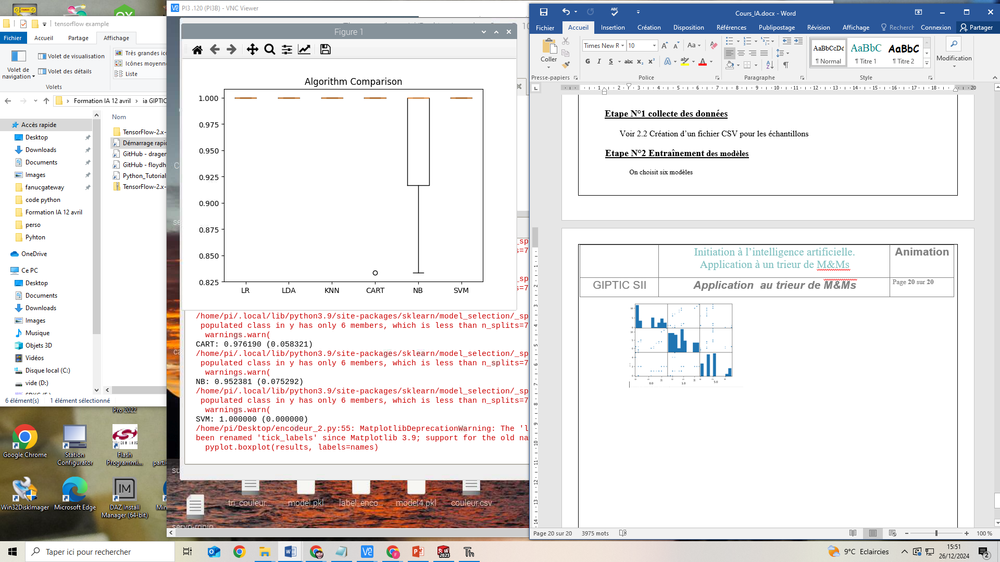 PI3 .120 (PI3B) - VNC Viewer
tensorflow example
Fichier
Accueil
Partage
Affichage
Volet de navigation
Volet de visualisation
Volet des détails
Très grandes
Icônes
Liste
Volets
Formation IA 12 avril
ia GIPTIC
Nom
Accès rapide
Desktop
Downloads
Documents
Images
fanucgateway
code python
Formation IA 12 avril
perso
Pyhton
OneDrive
Ce PC
Desktop
Documents
Downloads
Images
Musique
Objets 3D
Vidéos
Disque local (C:)
vide (D:)
TensorFlow-2.x-
Démarrage
GitHub -
GitHub -
Python_Tutorial
TensorFlow-2.x-
6 élément(s)
1 élément sélectionné
Pro 2022
Google Chrome
Station Configurator
Flash Programmi...
Win32DiskImager
Microsoft Edge
DAZ Install Manager (64-bit)
Figure 1
Algorithm Comparison
1.000
0.975
0.950
0.925
0.900
0.875
0.850
0.825
LR
LDA
KNN
CART
NB
SVM
/home/pi/.local/lib/python3.9/site-packages/sklearn/model_selection/_sp
populated class in y has only 6 members, which is less than n_splits=7
warnings.warn(
CART: 0.976190 (0.058321)
/home/pi/.local/lib/python3.9/site-packages/sklearn/model_selection/_sp
populated class in y has only 6 members, which is less than n_splits=7
warnings.warn(
NB: 0.952381 (0.075292)
/home/pi/.local/lib/python3.9/site-packages/sklearn/model_selection/_sp
populated class in y has only 6 members, which is less than n_splits=7
warnings.warn(
SVM: 1.000000 (0.000000)
/home/pi/Desktop/encodeur_2.py:55: MatplotlibDeprecationWarning: The 'l
been renamed 'tick_labels' since Matplotlib 3.9; support for the old na
pyplot.boxplot(results, labels=names)
tri_couleur....
model.pkl
label_enco...
model4.pkl
couleur.csv
Cours_IA.docx - Word
Fichier
Accueil
Insertion
Création
Disposition
Références
Publipostage
Révision
Affichage
Recherc
Connexion
Partager
Coller
Times New R
10
G I S abc x₂ x²
AaBbCcDc
¶ Normal
AaBbC
¶ Titre 1
AaBbC
¶ Titre 2
Modification
Presse-papiers
Police
Paragraphe
Style
Etape N°1 collecte des données
Voir 2.2 Création d’un fichier CSV pour les échantillons
Etape N°2 Entraînement des modèles
On choisit six modèles
Initiation à l’intelligence artificielle.
Application à un trieur de M&Ms
Animation
GIPTIC SII
Application au trieur de M&Ms
Page 20 sur 20
Page 20 sur 20
3975 mots
100 %
Taper ici pour rechercher
9°C Eclaircies
15:51
26/12/2024